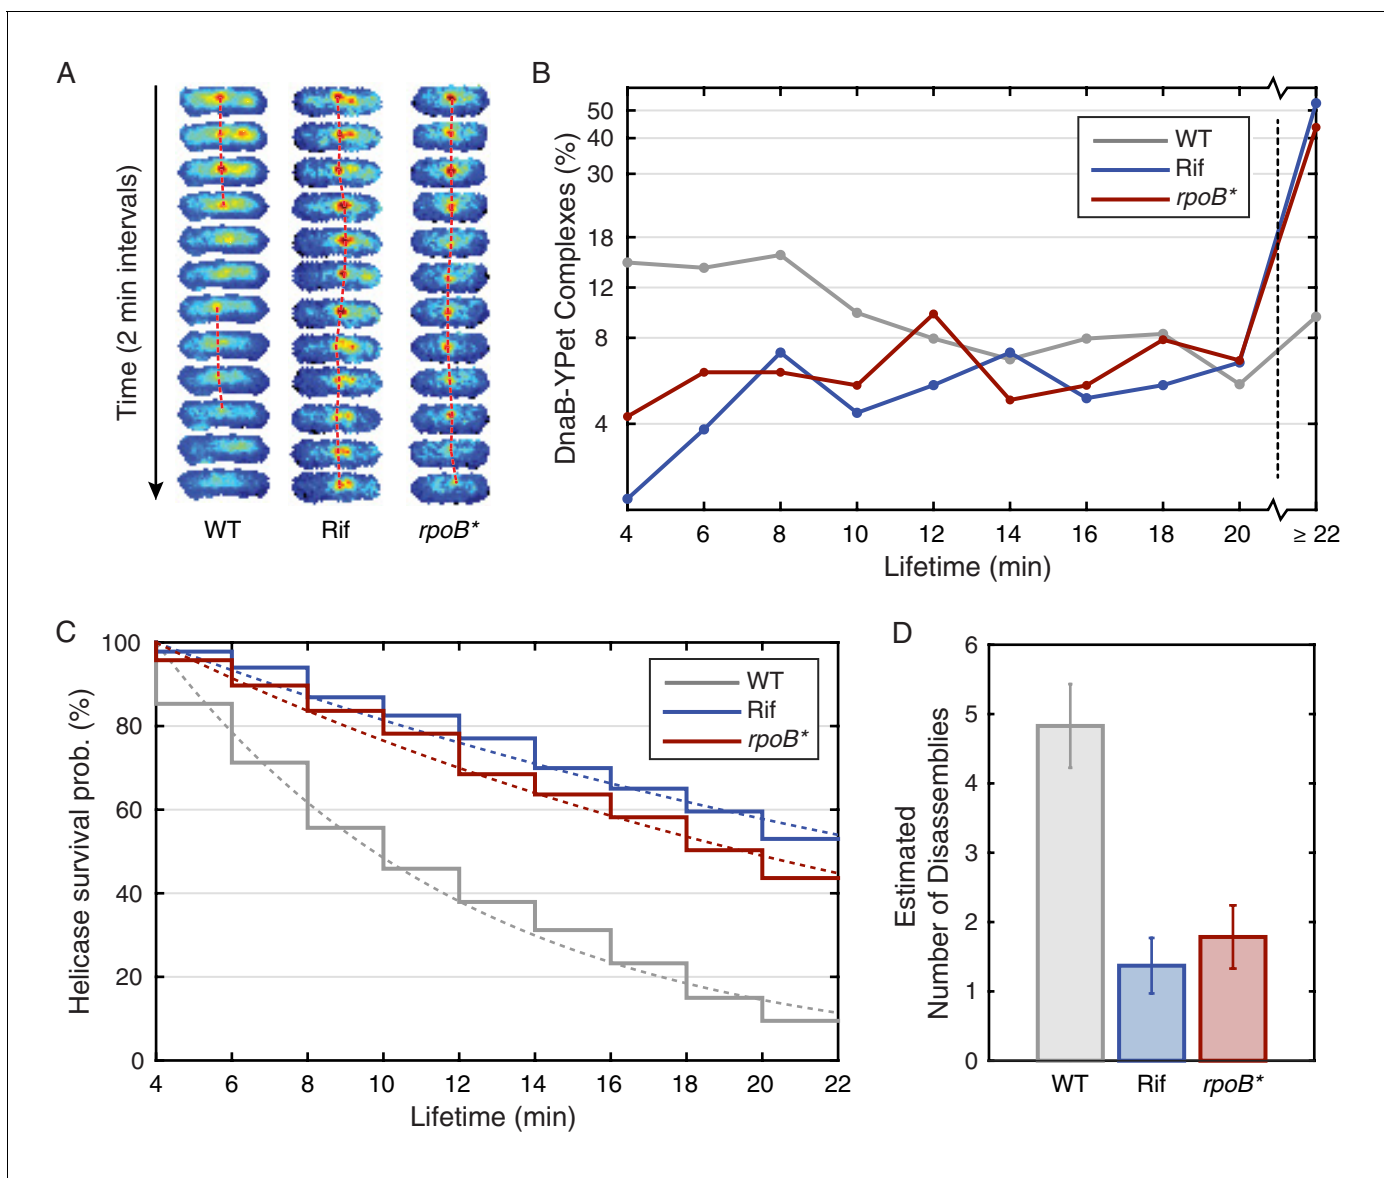 A
Time (2 min intervals)
WT
Rif
rpoB*
B
DnaB-YPet Complexes (%)
50
40
30
18
12
8
4
WT
Rif
rpoB*
4 6 8 10 12 14 16 18 20 ≥ 22
Lifetime (min)
C
Helicase survival prob. (%)
100
80
60
40
20
0
WT
Rif
rpoB*
4 6 8 10 12 14 16 18 20 22
Lifetime (min)
D
Estimated
Number of Disassemblies
6
5
4
3
2
1
0
WT Rif rpoB*